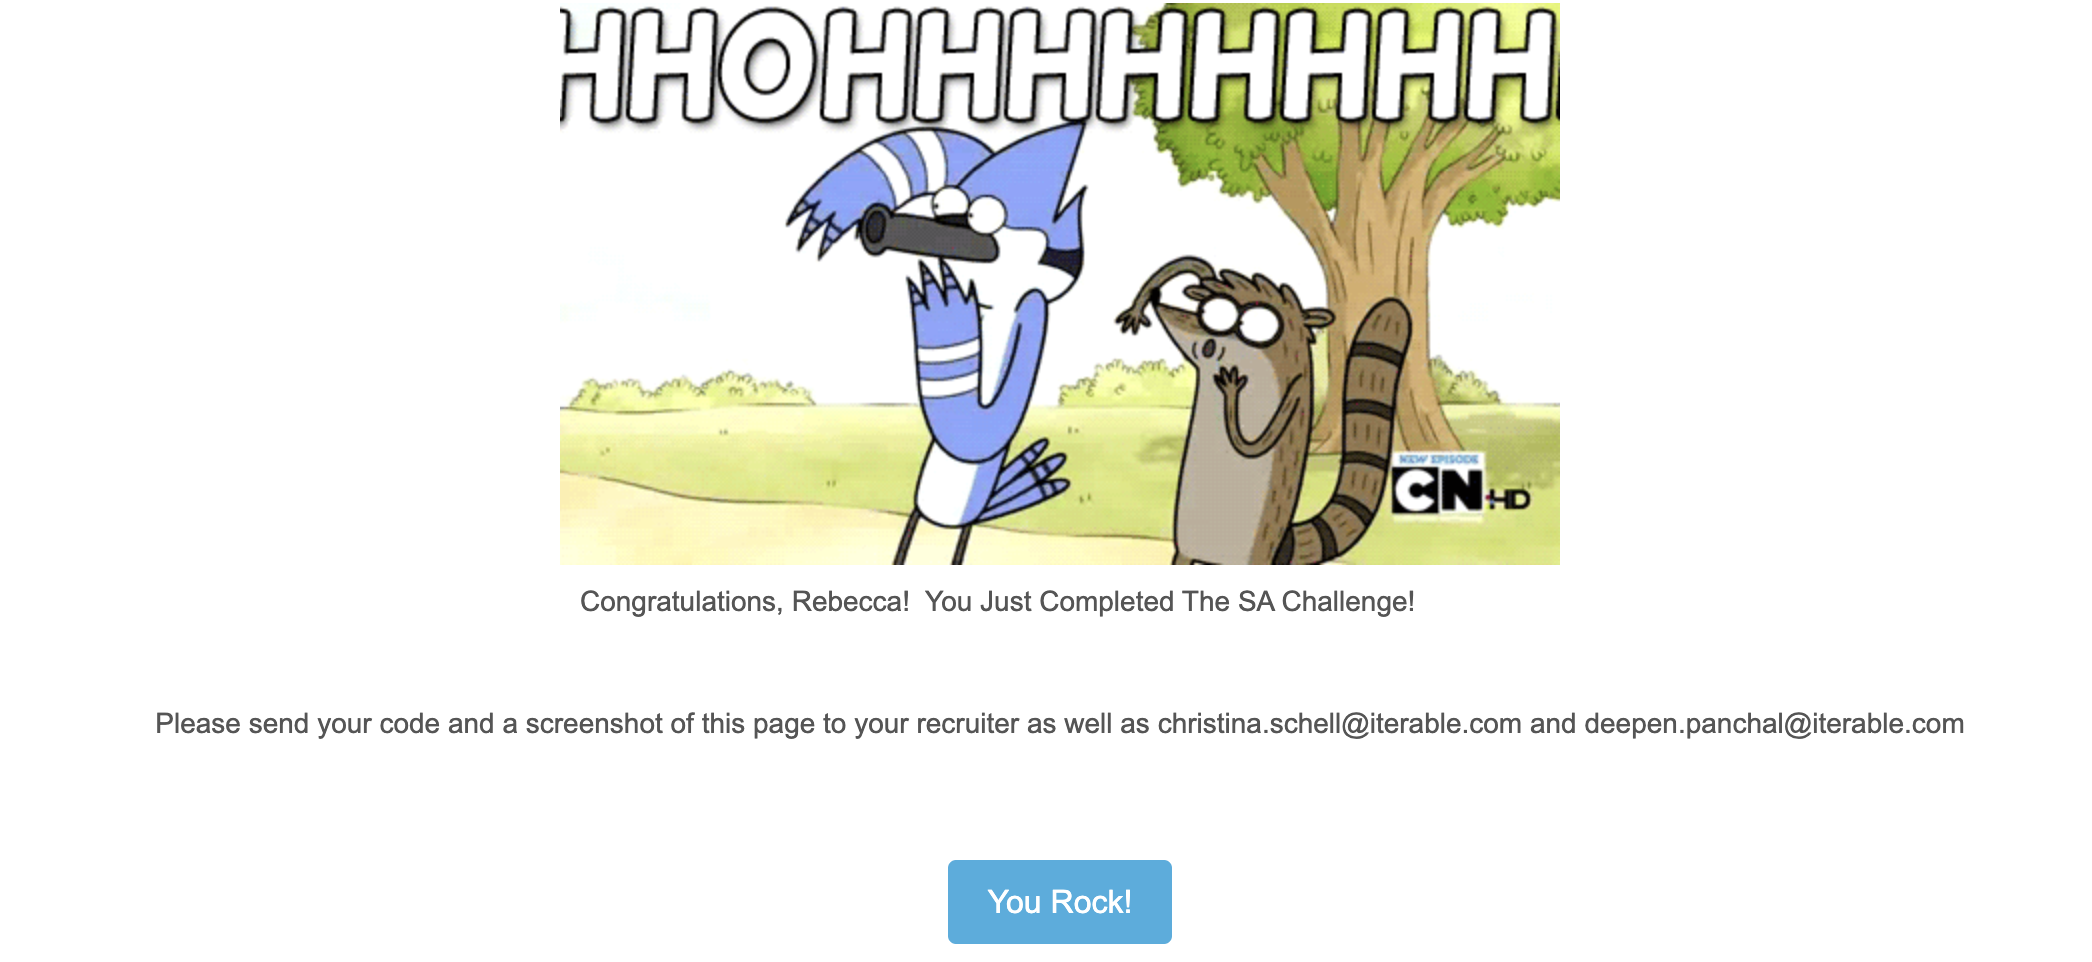 HHOHHHHHHHH
NEW EPISODE
CN HD
Congratulations, Rebecca!  You Just Completed The SA Challenge!
Please send your code and a screenshot of this page to your recruiter as well as christina.schell@iterable.com and deepen.panchal@iterable.com
You Rock!